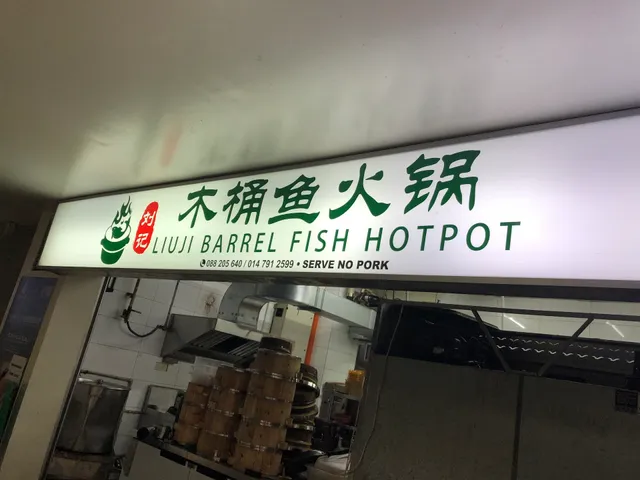 刘记
木桶鱼火锅
LIUJI BARREL FISH HOTPOT
088 205 640 / 014 791 2599 • SERVE NO PORK